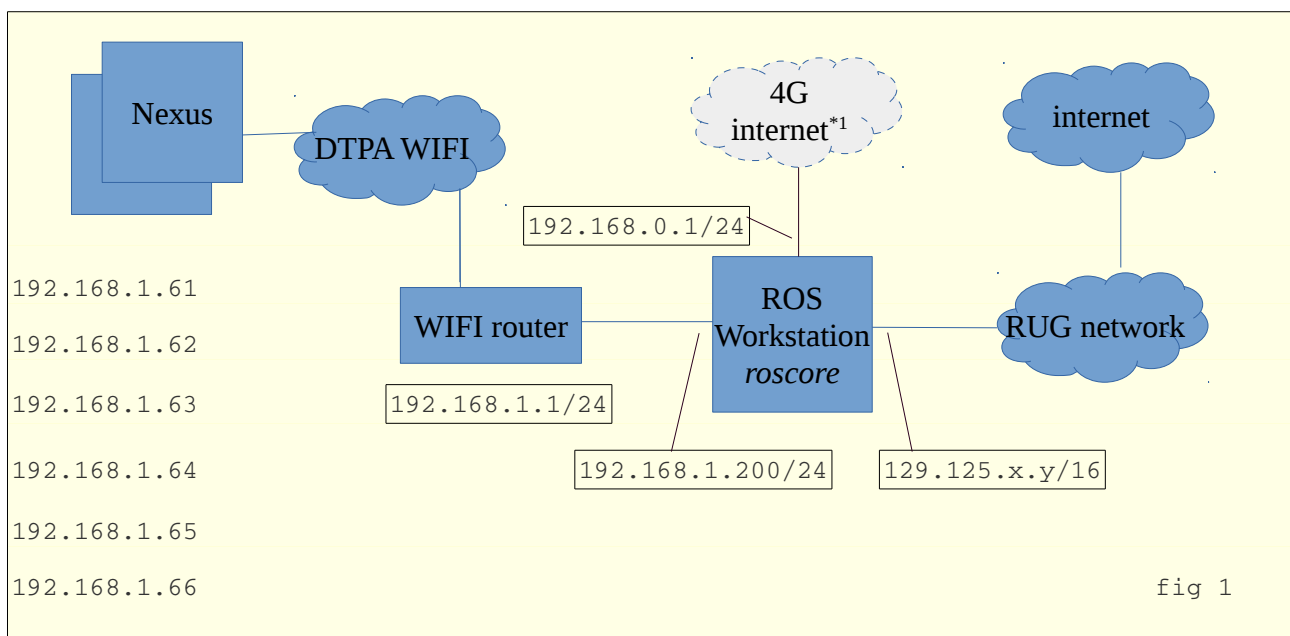 Nexus
DTPA WIFI
4G
internet*1
internet
192.168.0.1/24
192.168.1.61
WIFI router
ROS
Workstation
roscore
RUG network
192.168.1.62
192.168.1.63
192.168.1.1/24
192.168.1.64
192.168.1.200/24
129.125.x.y/16
192.168.1.65
192.168.1.66
fig 1